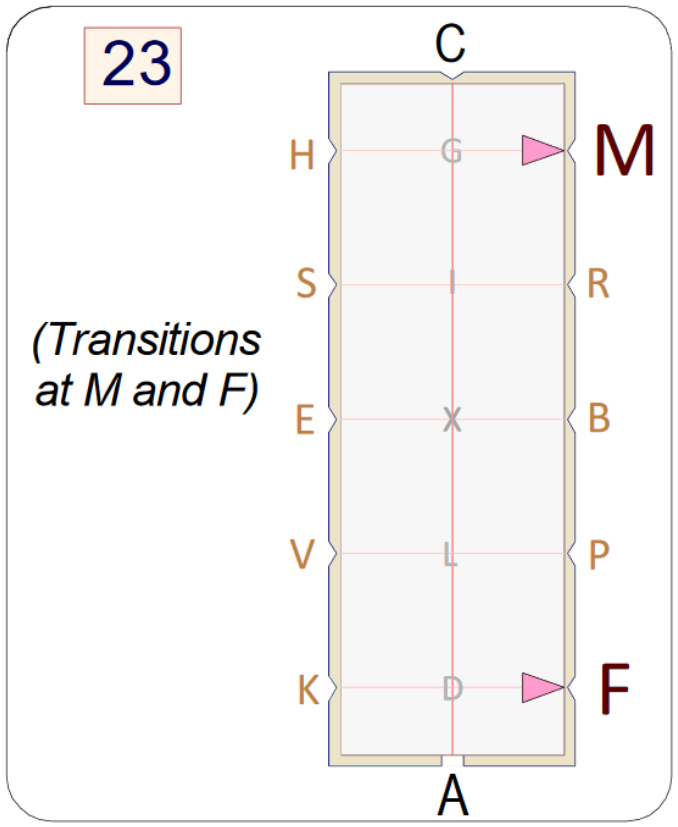 23
C
H G M
S I R
(Transitions
at M and F)
E X B
V L P
K D F
A